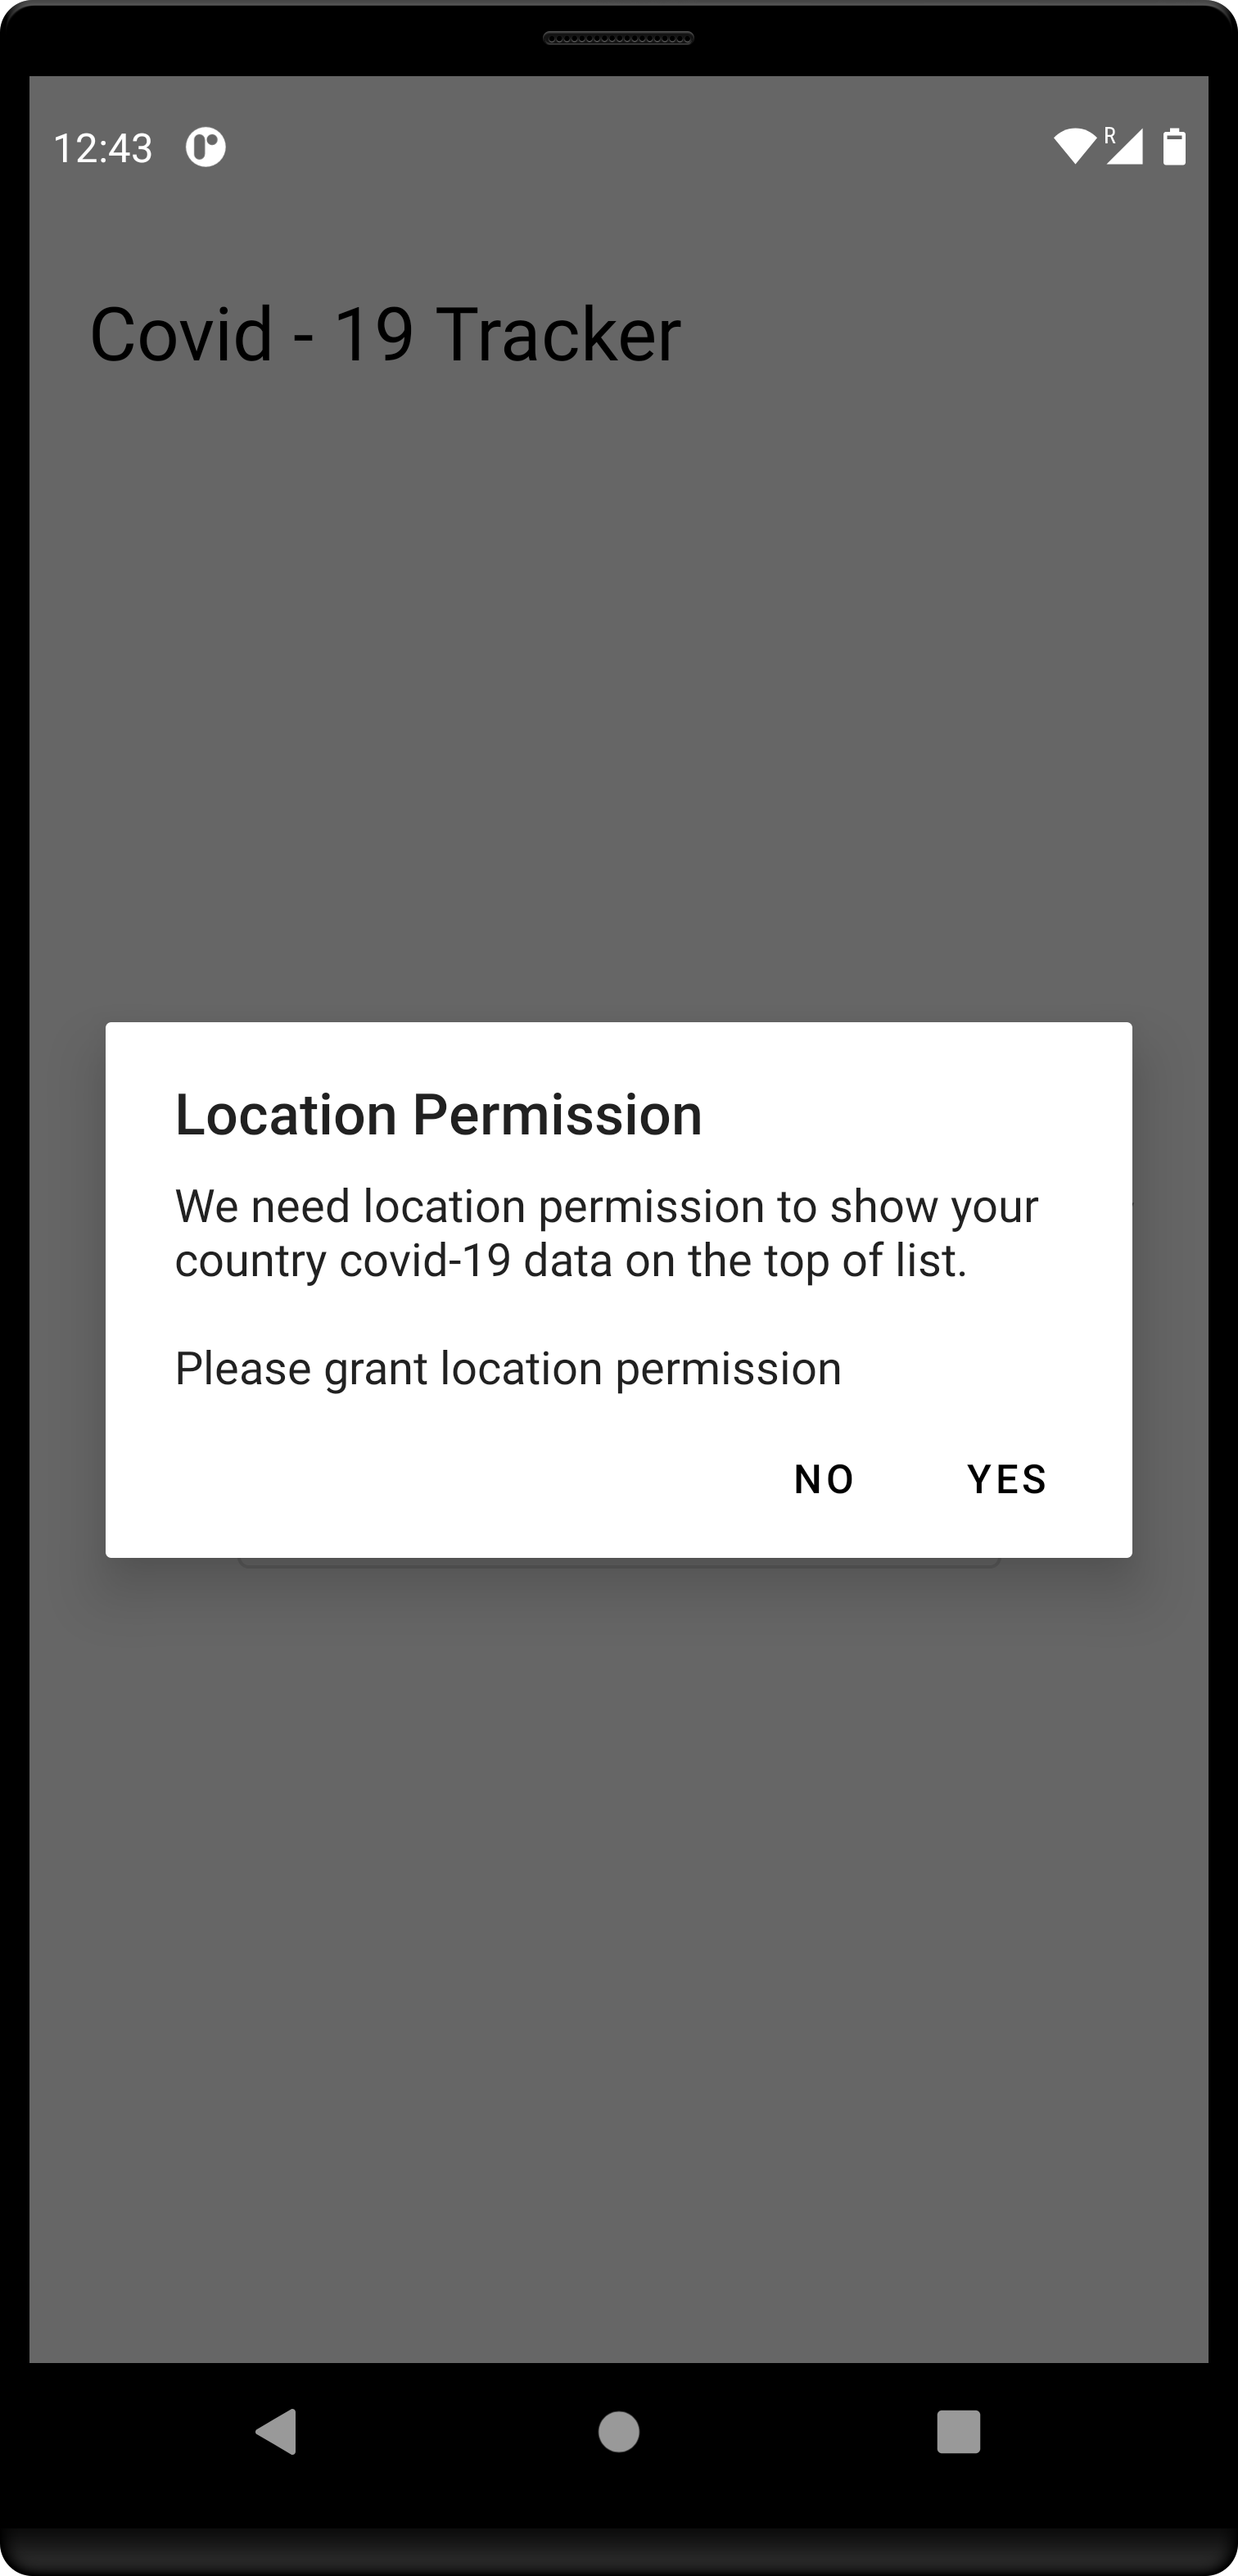 12:43
R
Covid - 19 Tracker
Location Permission
We need location permission to show your
country covid-19 data on the top of list.
Please grant location permission
NO YES